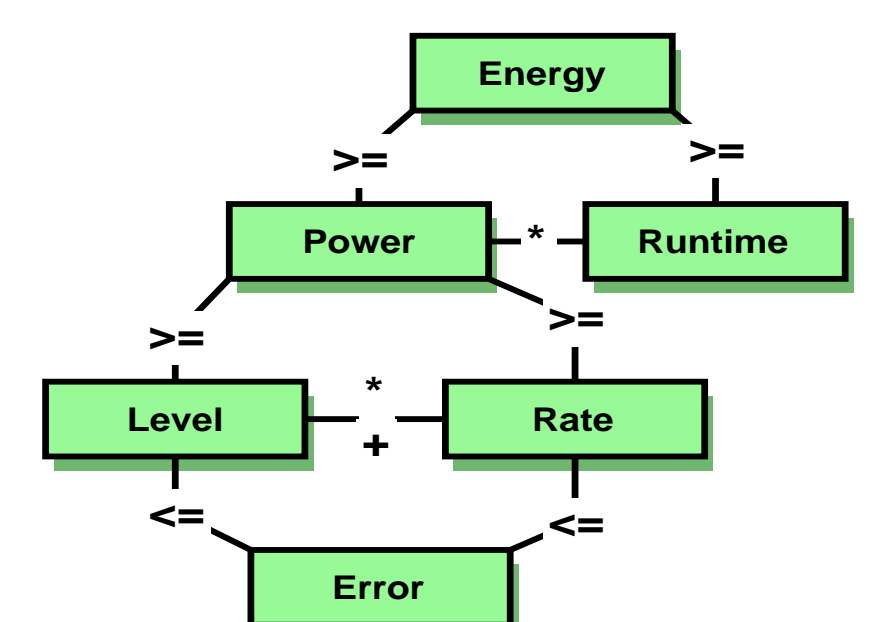 Energy
>= >=
Power * Runtime
>= >=
*
Level Rate
+
<= <=
Error